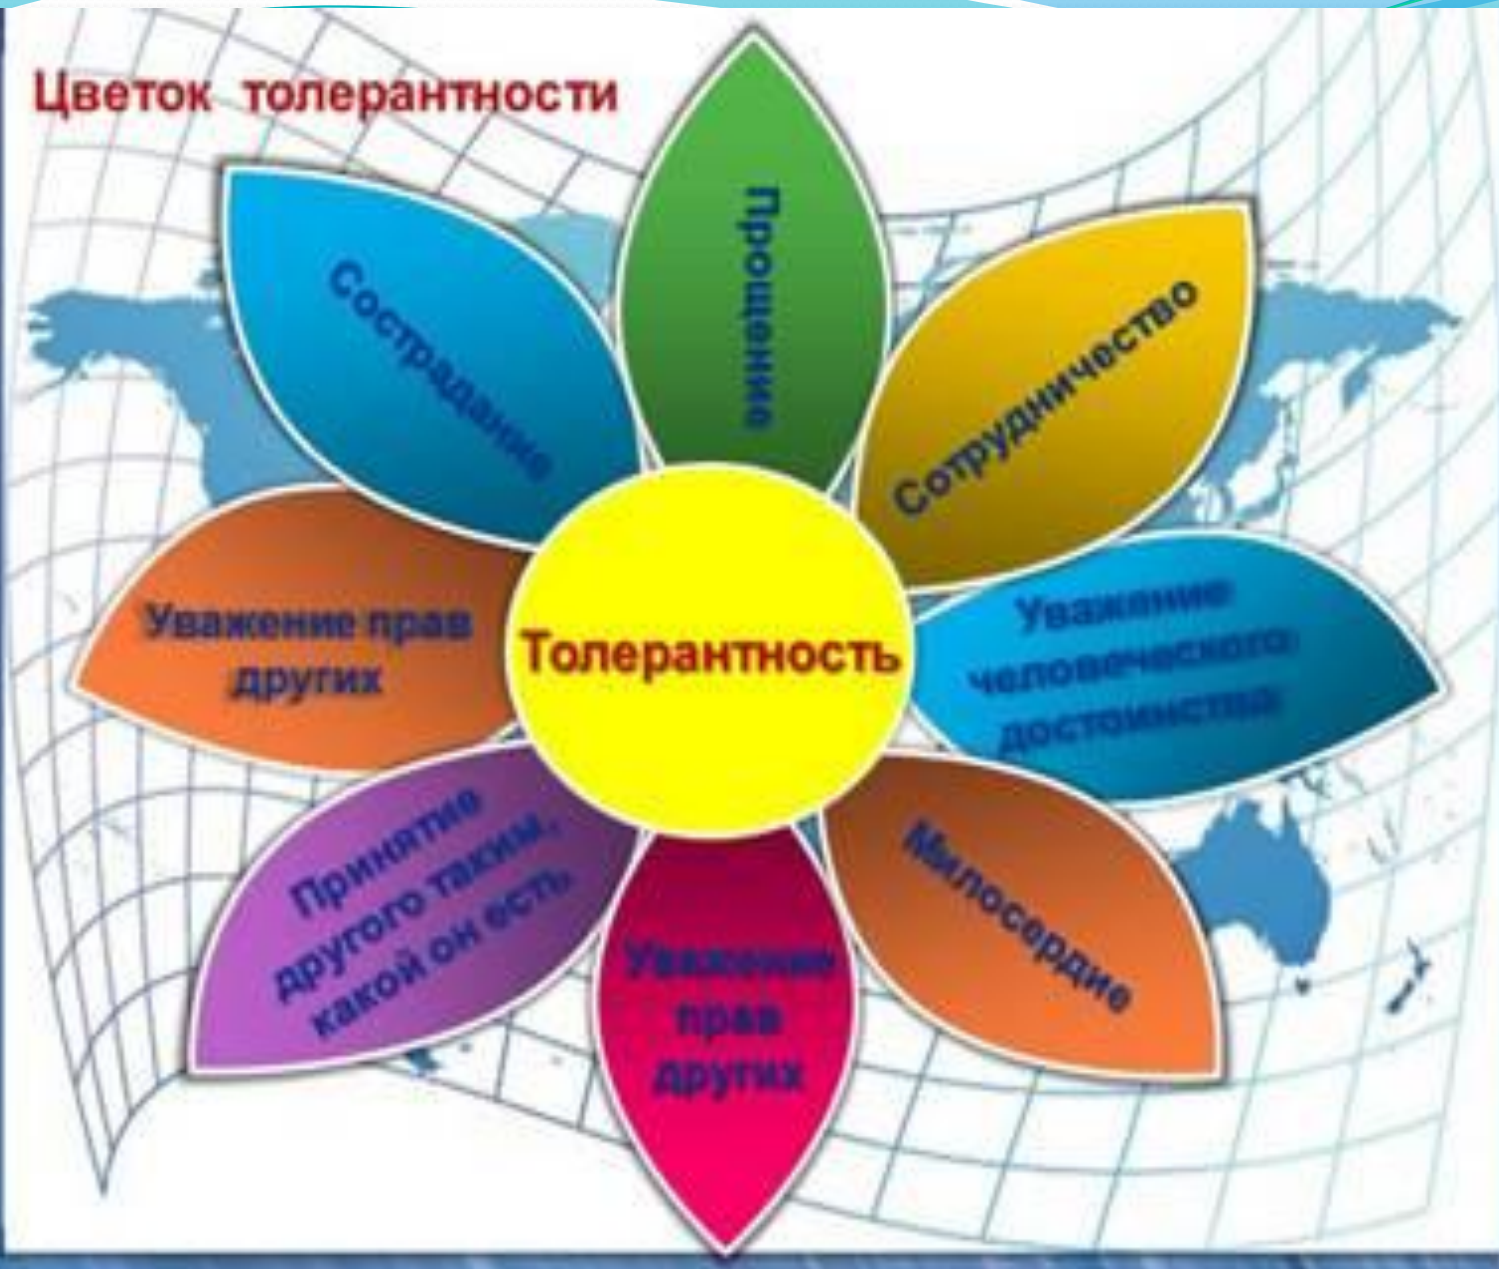 Цветок толерантности
Прощение
Сострадание
Сотрудничество
Уважение прав
других
Толерантность
Уважение
человеческого
достоинства
Принятие
другого таким,
какой он есть
Милосердие
Уважение
прав
других